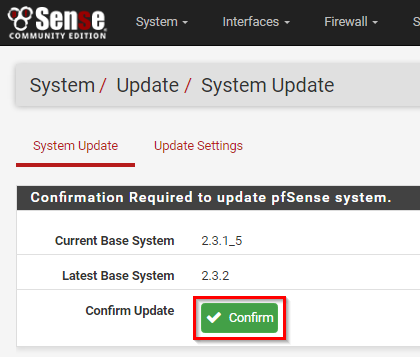 Sense
COMMUNITY EDITION
System Interfaces Firewall S
System / Update / System Update
System Update Update Settings
Confirmation Required to update pfSense system.
Current Base System 2.3.1_5
Latest Base System 2.3.2
Confirm Update Confirm